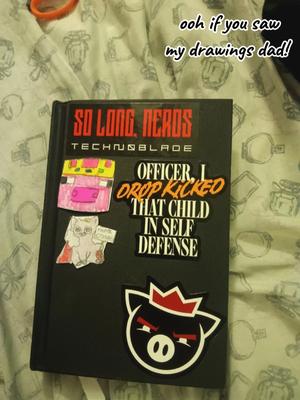 ooh if you saw
my drawings dad!
SO LONG, NERDS
TECHNOBLADE
OFFICER, I
DROP KICKED
THAT CHILD
IN SELF
DEFENSE